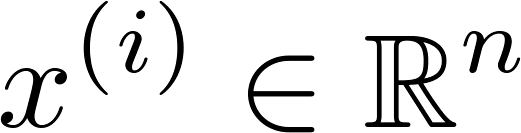 x^{(i)} ∈ ℝ^n